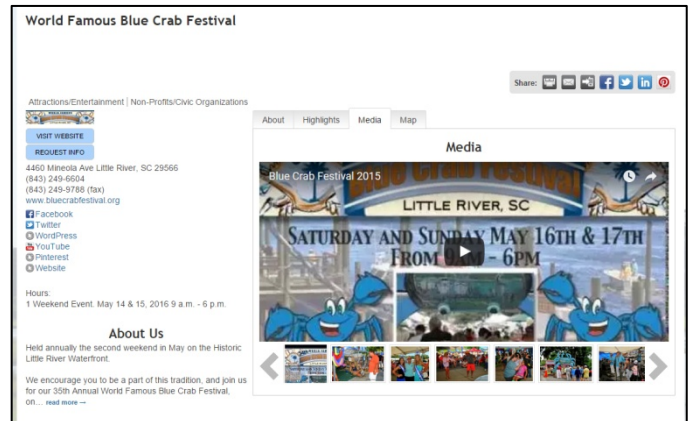 World Famous Blue Crab Festival
Share:
Attractions/Entertainment | Non-Profits/Civic Organizations
VISIT WEBSITE
REQUEST INFO
4460 Mineola Ave Little River, SC 29566
(843) 249-6604
(843) 249-9788 (fax)
www.bluecrabfestival.org
Facebook
Twitter
WordPress
YouTube
Pinterest
Website
Hours:
1 Weekend Event. May 14 & 15, 2016 9 a.m. - 6 p.m.
About Us
Held annually the second weekend in May on the Historic
Little River Waterfront.
We encourage you to be a part of this tradition, and join us
for our 35th Annual World Famous Blue Crab Festival,
on... read more →
About Highlights Media Map
Media
Blue Crab Festival 2015
Blue Crab Festival
LITTLE RIVER, SC
SATURDAY AND SUNDAY MAY 16TH & 17TH
FROM 9AM - 6PM